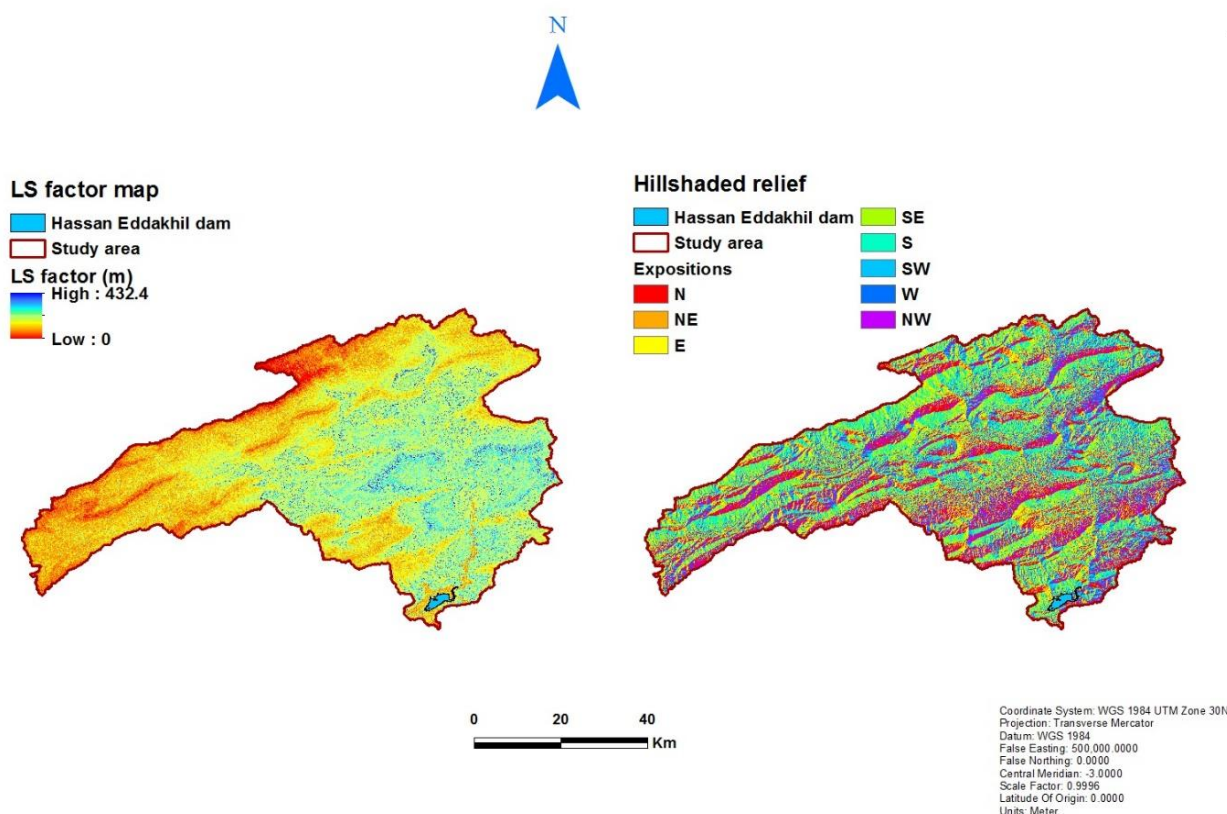 N
LS factor map
Hassan Eddakhil dam
Study area
LS factor (m)
High : 432.4
Low : 0
Hillshaded relief
Hassan Eddakhil dam
Study area
Expositions
N
NE
E
SE
S
SW
W
NW
0 20 40
Km
Coordinate System: WGS 1984 UTM Zone 30N
Projection: Transverse Mercator
Datum: WGS 1984
False Easting: 500,000.0000
False Northing: 0.0000
Central Meridian: -3.0000
Scale Factor: 0.9996
Latitude Of Origin: 0.0000
Units: Meter